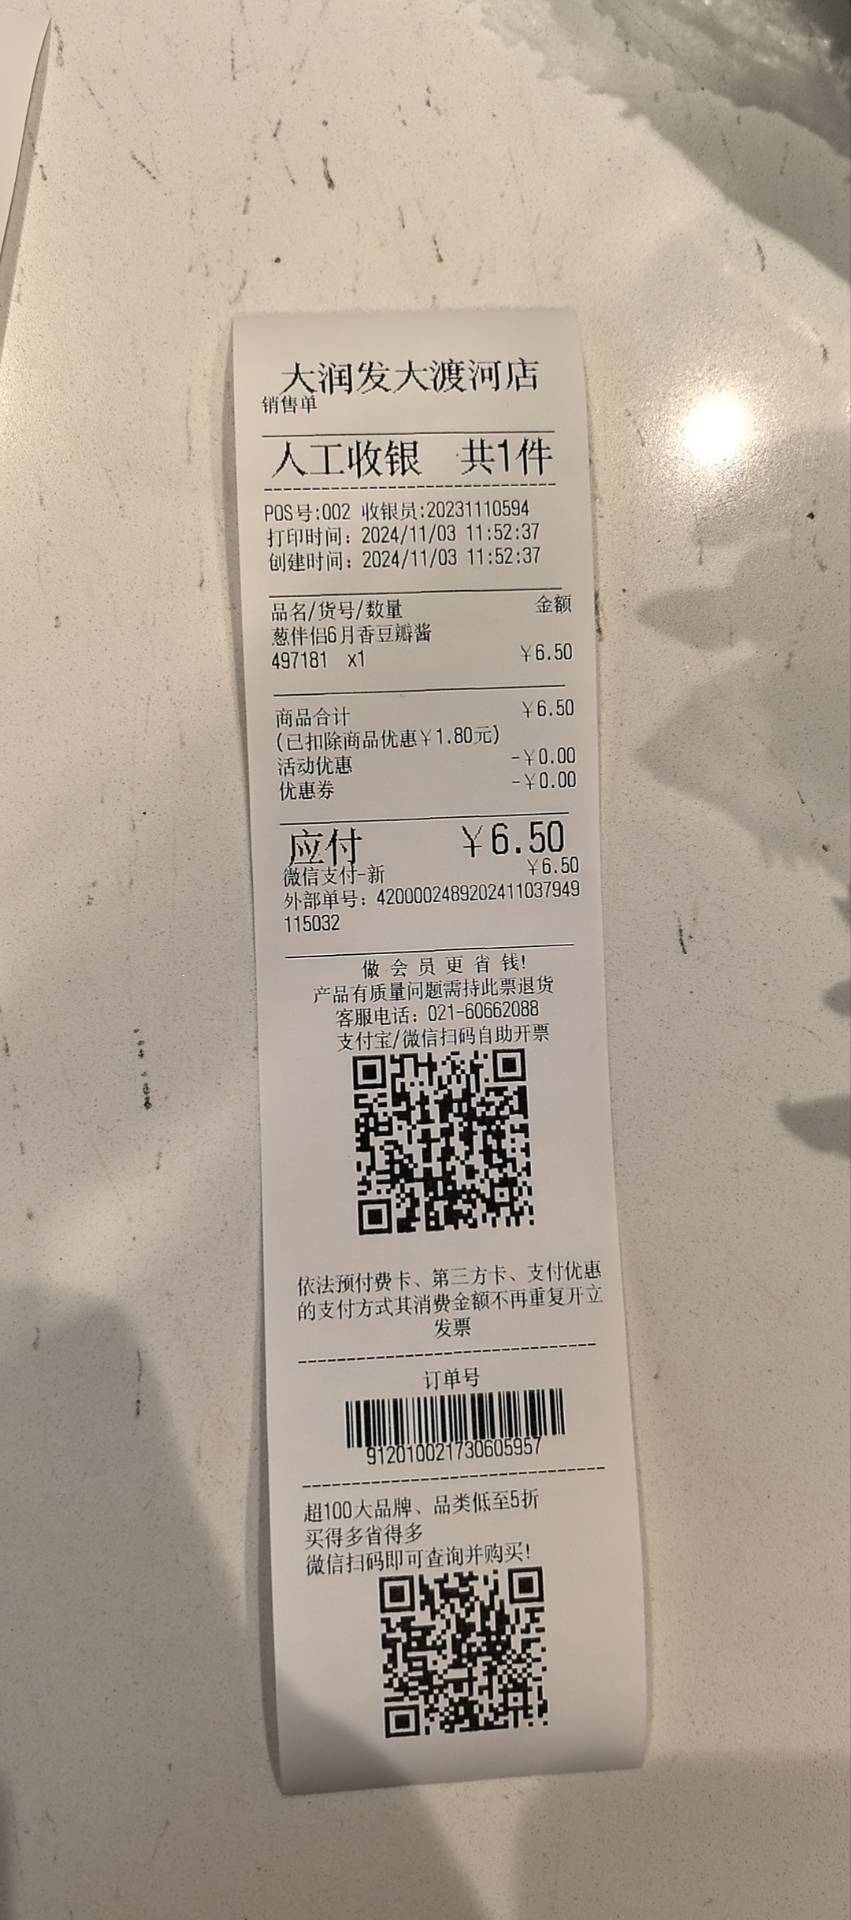 大润发大渡河店
销售单
人工收银 共1件
POS号:002 收银员:20231110594
打印时间: 2024/11/03 11:52:37
创建时间: 2024/11/03 11:52:37
品名/货号/数量 金额
葱伴侣6月香豆瓣酱
497181 x1 ￥6.50
商品合计 ￥6.50
(已扣除商品优惠￥1.80元)
活动优惠 -￥0.00
优惠券 -￥0.00
应付 ￥6.50
微信支付-新 ￥6.50
外部单号: 4200002489202411037949
115032
做 会 员 更 省 钱!
产品有质量问题需持此票退货
客服电话: 021-60662088
支付宝/微信扫码自助开票
依法预付费卡、第三方卡、支付优惠
的支付方式其消费金额不再重复开立
发票
订单号
912010021730605957
超100大品牌、品类低至5折
买得多省得多
微信扫码即可查询并购买!